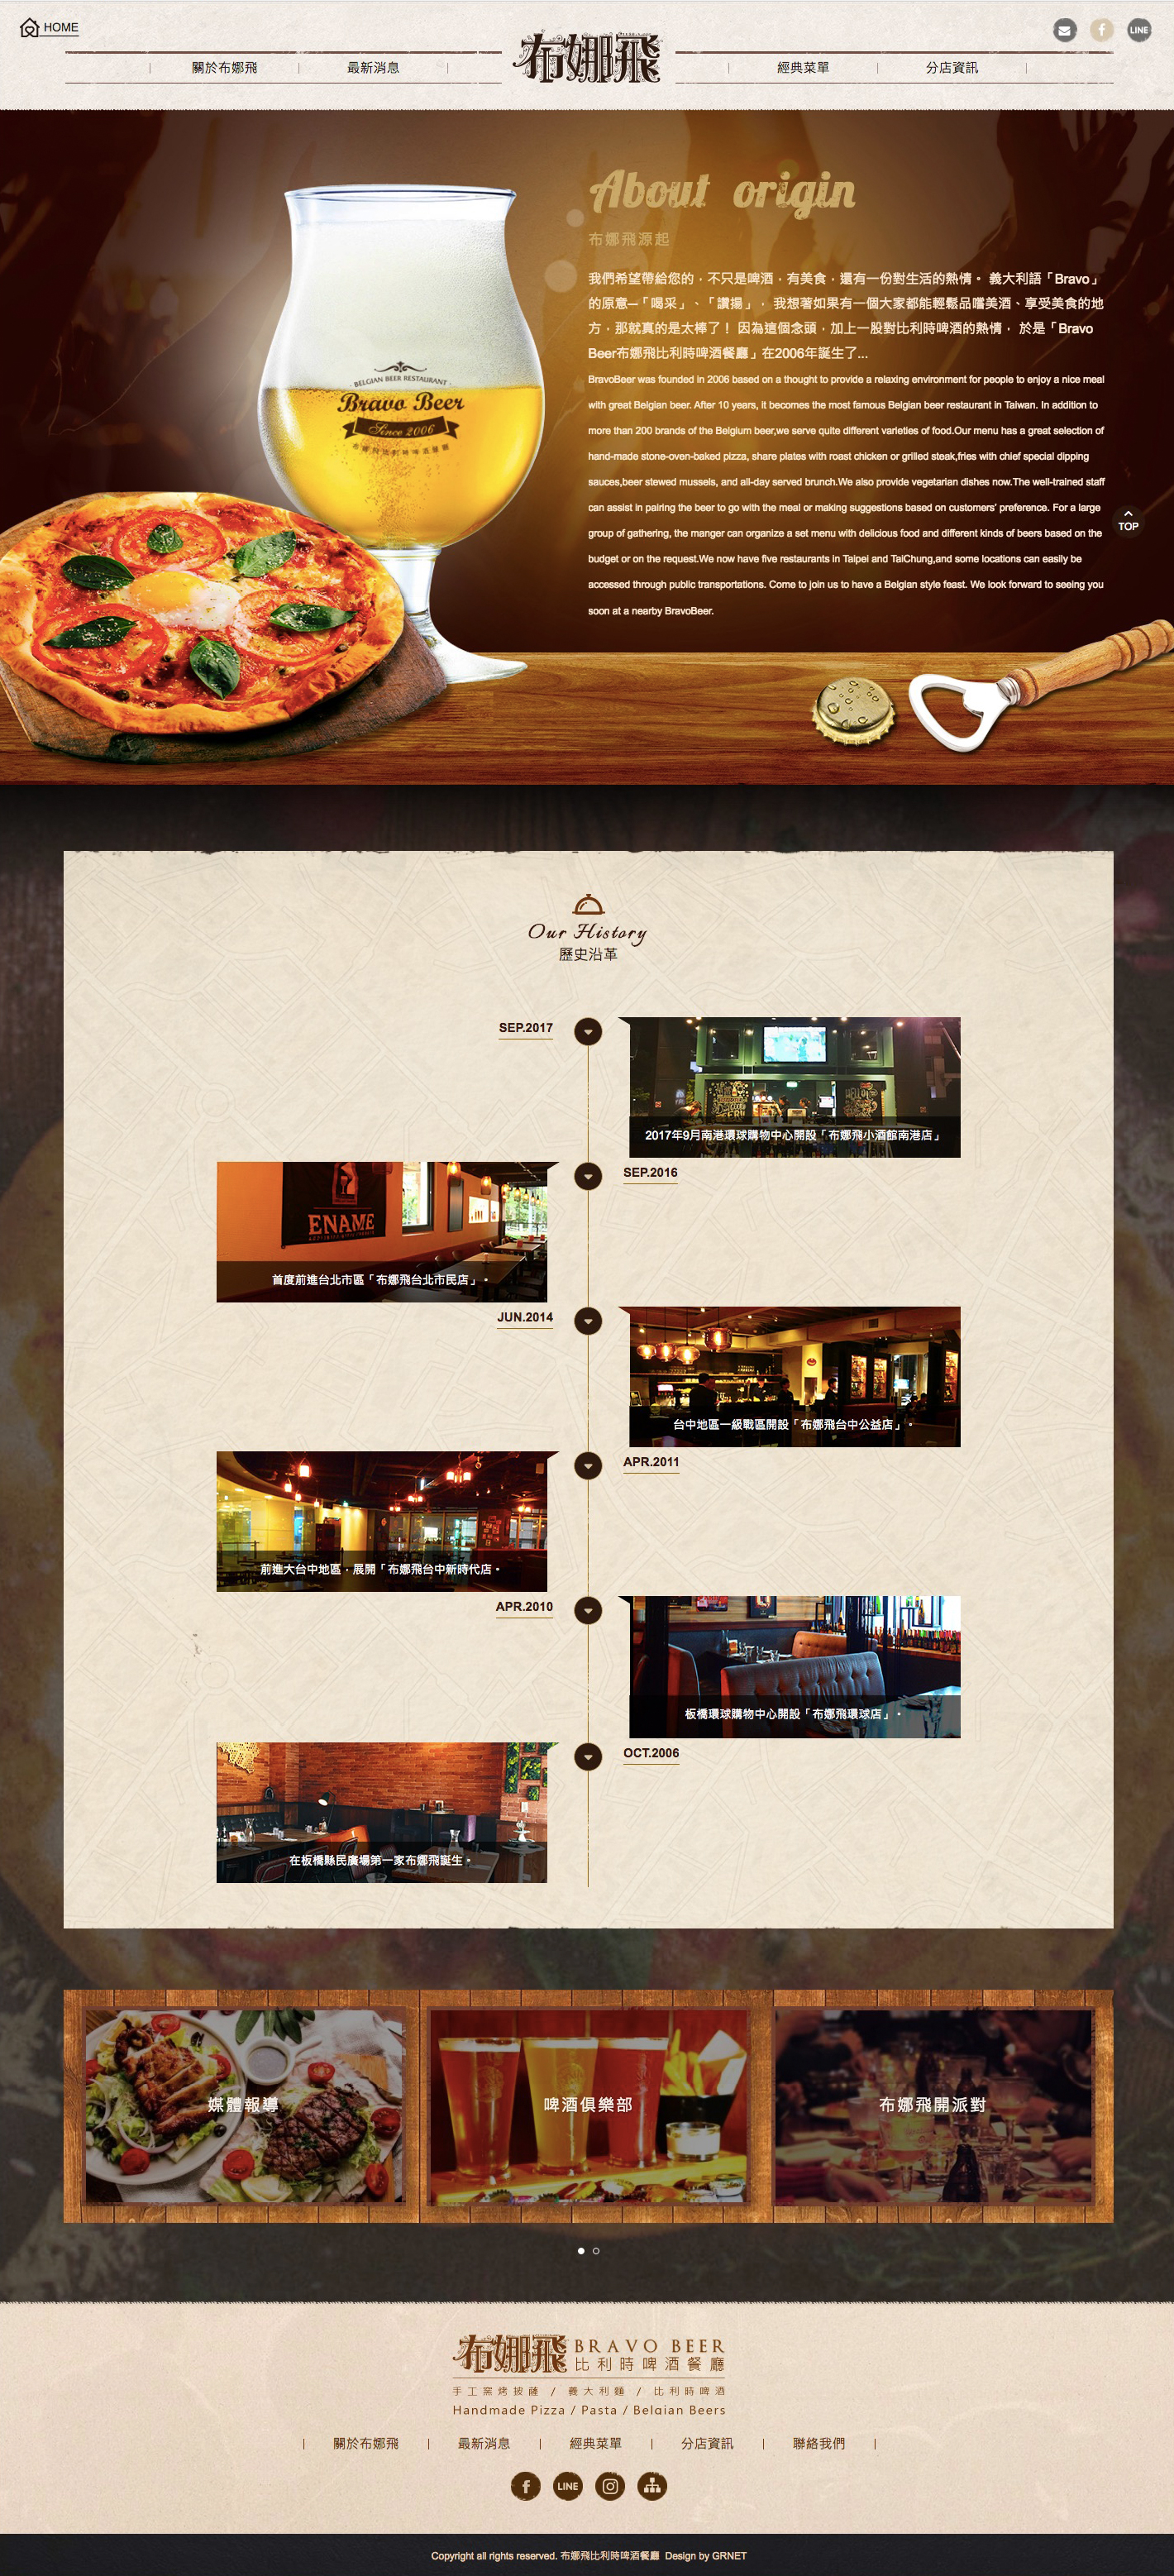 HOME
LINE
關於布娜飛
最新消息
布娜飛
經典菜單
分店資訊
About origin
布娜飛源起
我們希望帶給您的，不只是啤酒，有美食，還有一份對生活的熱情。 義大利語「Bravo」
的原意—「喝采」、「讚揚」， 我想著如果有一個大家都能輕鬆品嚐美酒、享受美食的地
方，那就真的是太棒了！ 因為這個念頭，加上一股對比利時啤酒的熱情， 於是「Bravo
Beer布娜飛比利時啤酒餐廳」在2006年誕生了...
BravoBeer was founded in 2006 based on a thought to provide a relaxing environment for people to enjoy a nice meal
with great Belgian beer. After 10 years, it becomes the most famous Belgian beer restaurant in Taiwan. In addition to
more than 200 brands of the Belgium beer,we serve quite different varieties of food.Our menu has a great selection of
hand-made stone-oven-baked pizza, share plates with roast chicken or grilled steak,fries with chief special dipping
sauces,beer stewed mussels, and all-day served brunch.We also provide vegetarian dishes now.The well-trained staff
can assist in pairing the beer to go with the meal or making suggestions based on customers' preference. For a large
group of gathering, the manger can organize a set menu with delicious food and different kinds of beers based on the
budget or on the request.We now have five restaurants in Taipei and TaiChung,and some locations can easily be
accessed through public transportations. Come to join us to have a Belgian style feast. We look forward to seeing you
soon at a nearby BravoBeer.
BELGIAN BEER RESTAURANT
Bravo Beer
Since 2006
布娜飛比利時啤酒餐廳
TOP
Our History
歷史沿革
SEP.2017
2017年9月南港環球購物中心開設「布娜飛小酒館南港店」
SEP.2016
ENAME
首度前進台北市區「布娜飛台北市民店」。
JUN.2014
台中地區一級戰區開設「布娜飛台中公益店」。
APR.2011
前進大台中地區，展開「布娜飛台中新時代店。
APR.2010
板橋環球購物中心開設「布娜飛環球店」。
OCT.2006
在板橋縣民廣場第一家布娜飛誕生。
媒體報導
啤酒俱樂部
布娜飛開派對
布娜飛 BRAVO BEER
比利時啤酒餐廳
手工窯烤披薩 / 義大利麵 / 比利時啤酒
Handmade Pizza / Pasta / Belgian Beers
關於布娜飛
最新消息
經典菜單
分店資訊
聯絡我們
LINE
Copyright all rights reserved. 布娜飛比利時啤酒餐廳 Design by GRNET